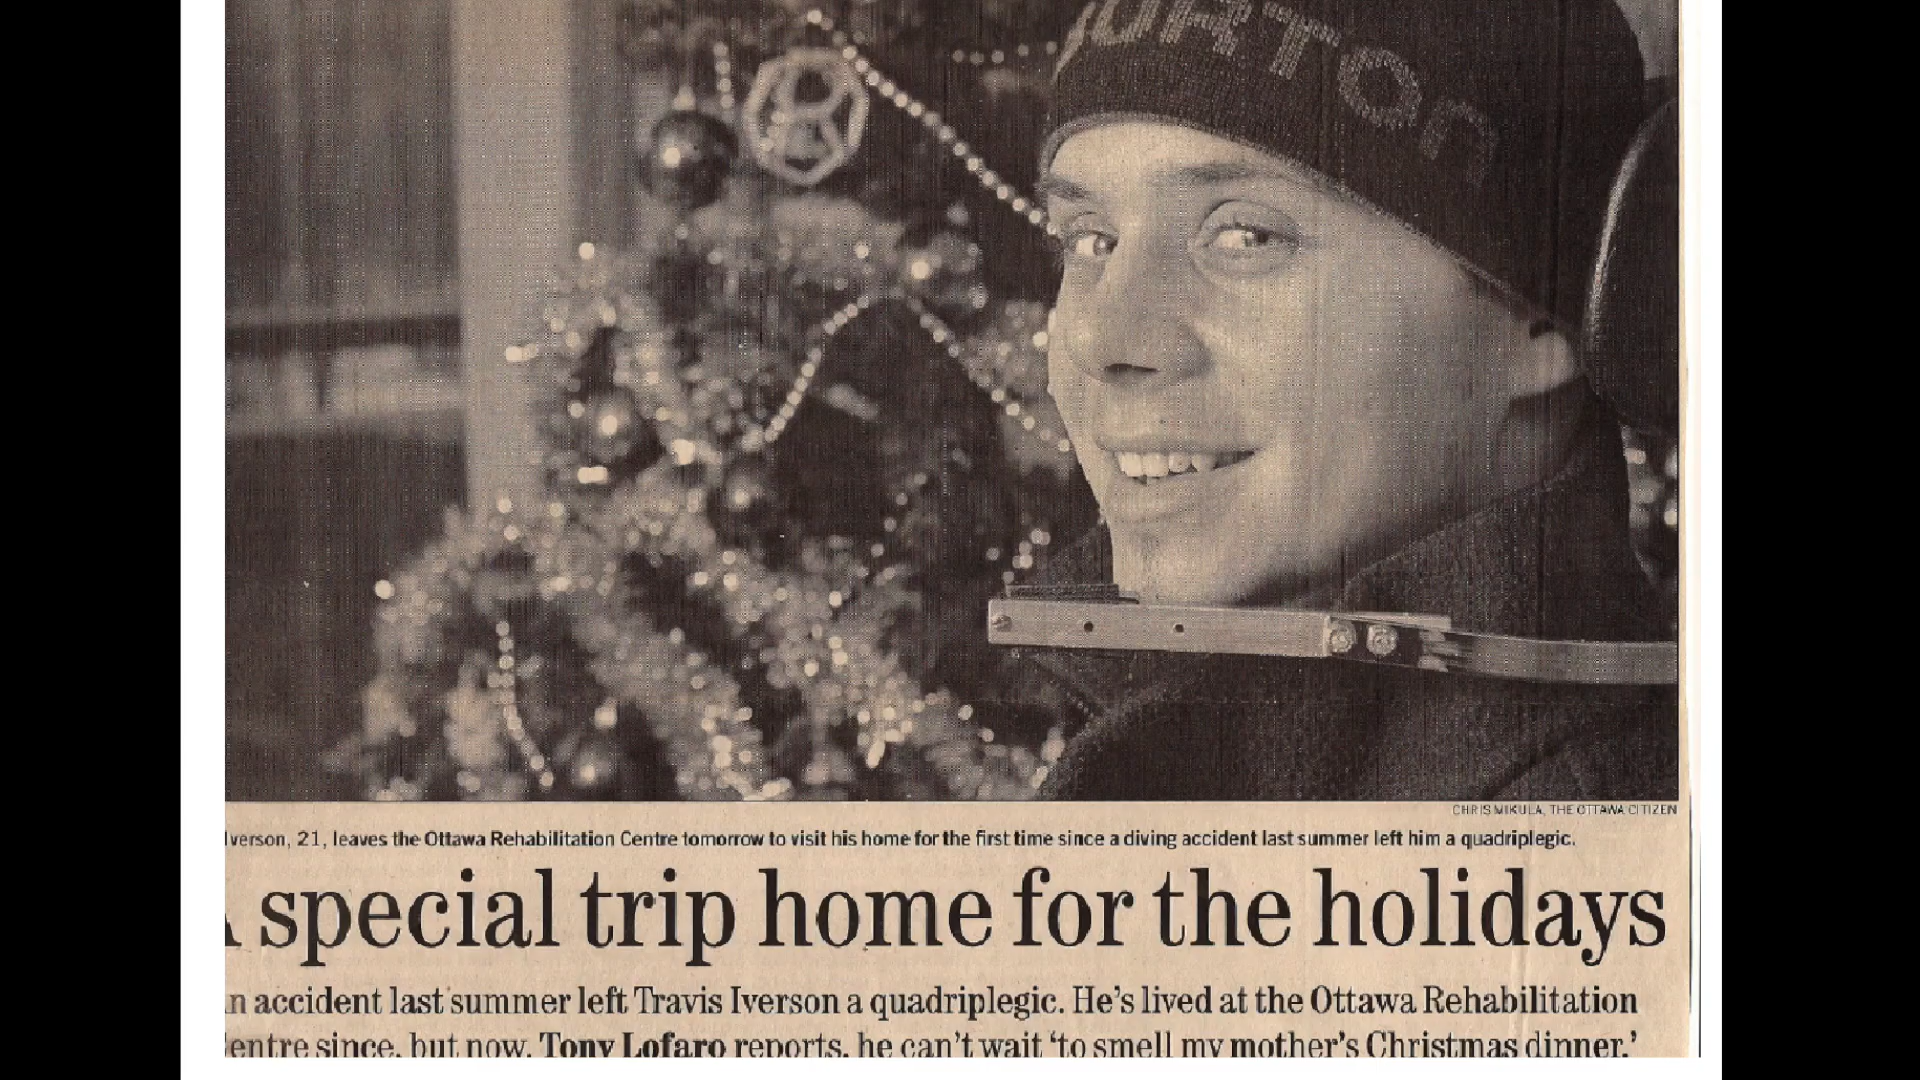 BURTON
CHRIS MIKULA, THE OTTAWA CITIZEN
Iverson, 21, leaves the Ottawa Rehabilitation Centre tomorrow to visit his home for the first time since a diving accident last summer left him a quadriplegic.
A special trip home for the holidays
n accident last summer left Travis Iverson a quadriplegic. He's lived at the Ottawa Rehabilitation
entre since, but now, Tony Lofaro reports, he can't wait ‘to smell my mother's Christmas dinner.’